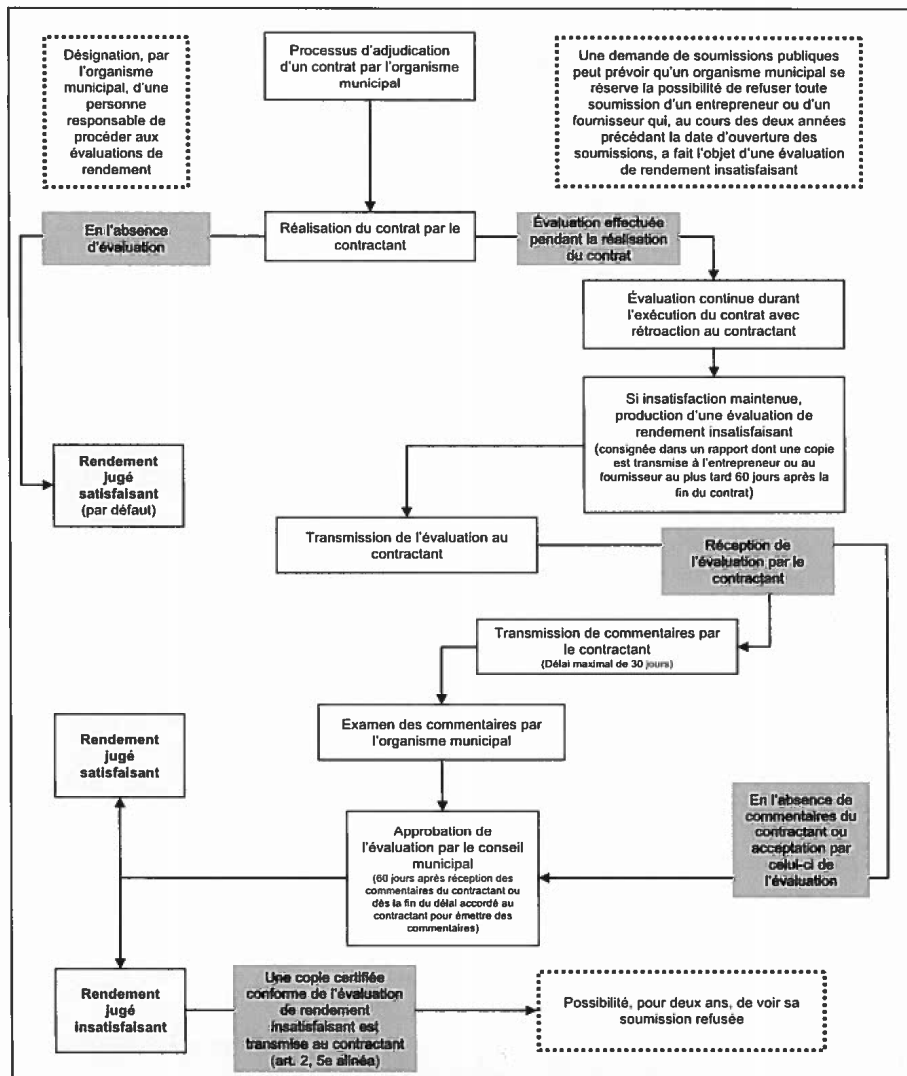 Désignation, par
l'organisme
municipal, d'une
personne
responsable de
procéder aux
évaluations de
rendement
Processus d'adjudication
d'un contrat par l'organisme
municipal
Une demande de soumissions publiques
peut prévoir qu'un organisme municipal se
réserve la possibilité de refuser toute
soumission d'un entrepreneur ou d'un
fournisseur qui, au cours des deux années
précédant la date d'ouverture des
soumissions, a fait l'objet d'une évaluation
de rendement insatisfaisant
En l'absence
d'évaluation
Réalisation du contrat par le
contractant
Évaluation effectuée
pendant la réalisation
du contrat
Évaluation continue durant
l'exécution du contrat avec
rétroaction au contractant
Si insatisfaction maintenue,
production d'une évaluation de
rendement insatisfaisant
(consignée dans un rapport dont une copie
est transmise à l'entrepreneur ou au
fournisseur au plus tard 60 jours après la
fin du contrat)
Rendement
jugé
satisfaisant
(par défaut)
Transmission de l'évaluation au
contractant
Réception de
l'évaluation par le
contractant
Transmission de commentaires par
le contractant
(Délai maximal de 30 jours)
Examen des commentaires par
l'organisme municipal
Rendement
jugé
satisfaisant
En l'absence de
commentaires du
contractant ou
acceptation par
celui-ci de
l'évaluation
Approbation de
l'évaluation par le conseil
municipal
(60 jours après réception des
commentaires du contractant ou
dès la fin du délai accordé au
contractant pour émettre des
commentaires)
Rendement
jugé
insatisfaisant
Une copie certifiée
conforme de l'évaluation
de rendement
insatisfaisant est
transmise au contractant
(art. 2, 5e alinéa)
Possibilité, pour deux ans, de voir sa
soumission refusée